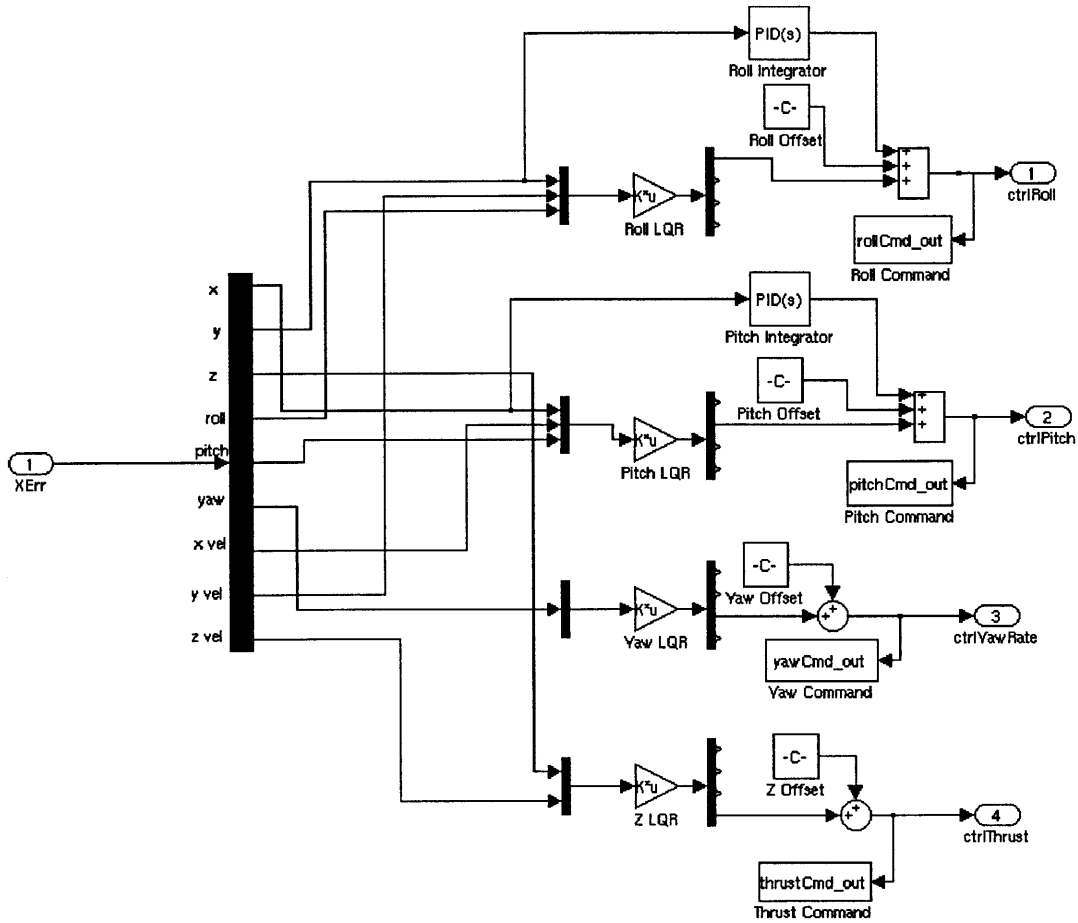 PID(s)
Roll Integrator
-C-
Roll Offset
+
+
+
1
ctrlRoll
K*u
Roll LQR
rollCmd_out
Roll Command
x
y
z
roll
pitch
yaw
x vel
y vel
z vel
1
XErr
PID(s)
Pitch Integrator
-C-
Pitch Offset
+
+
+
2
ctrlPitch
K*u
Pitch LQR
pitchCmd_out
Pitch Command
-C-
Yaw Offset
K*u
Yaw LQR
+
+
3
ctrlYawRate
yawCmd_out
Yaw Command
-C-
Z Offset
K*u
Z LQR
+
+
4
ctrlThrust
thrustCmd_out
Thrust Command